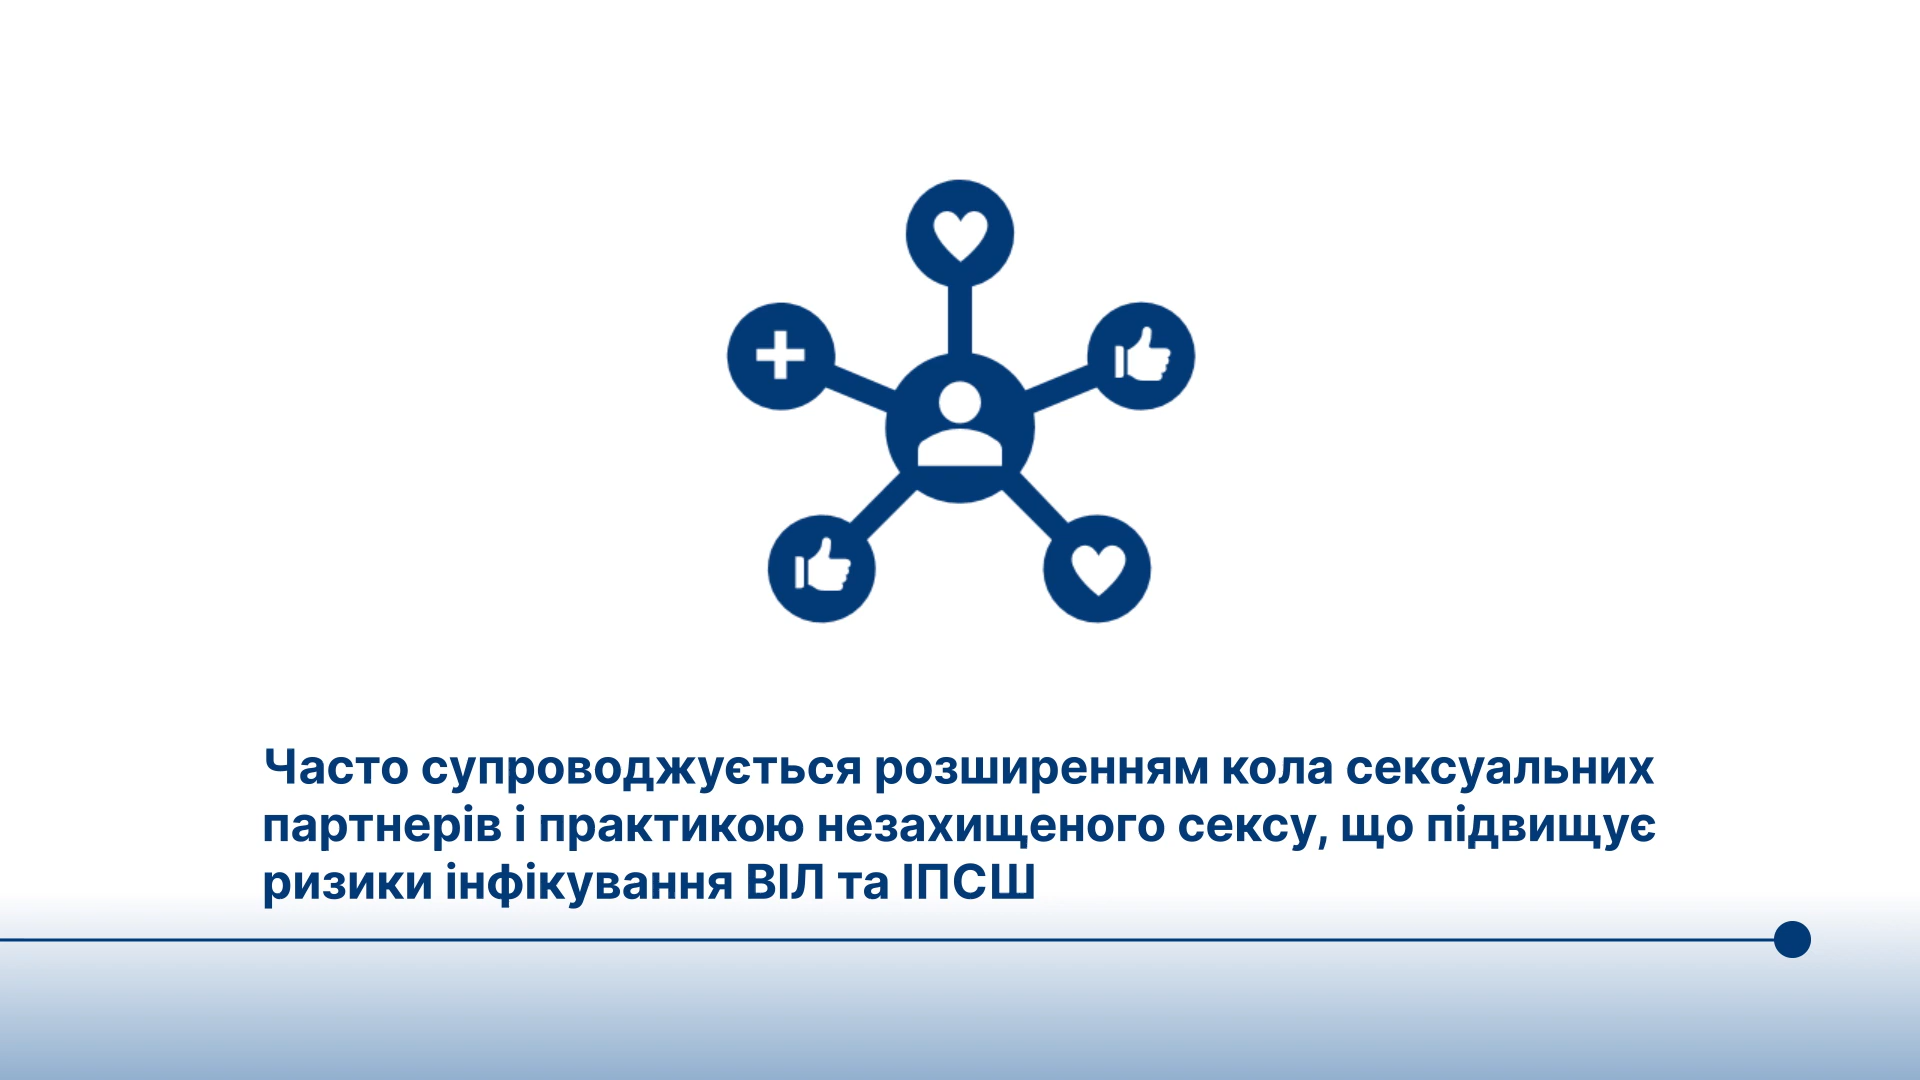 Часто супроводжується розширенням кола сексуальних
партнерів і практикою незахищеного сексу, що підвищує
ризики інфікування ВІЛ та ІПСШ